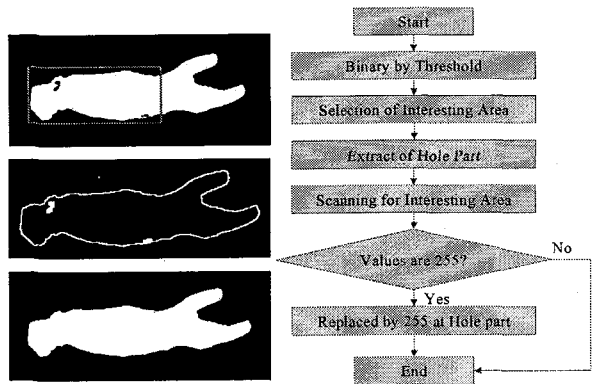 Start
Binary by Threshold
Selection of Interesting Area
Extract of Hole Part
Scanning for Interesting Area
Values are 255?
No
Yes
Replaced by 255 at Hole part
End